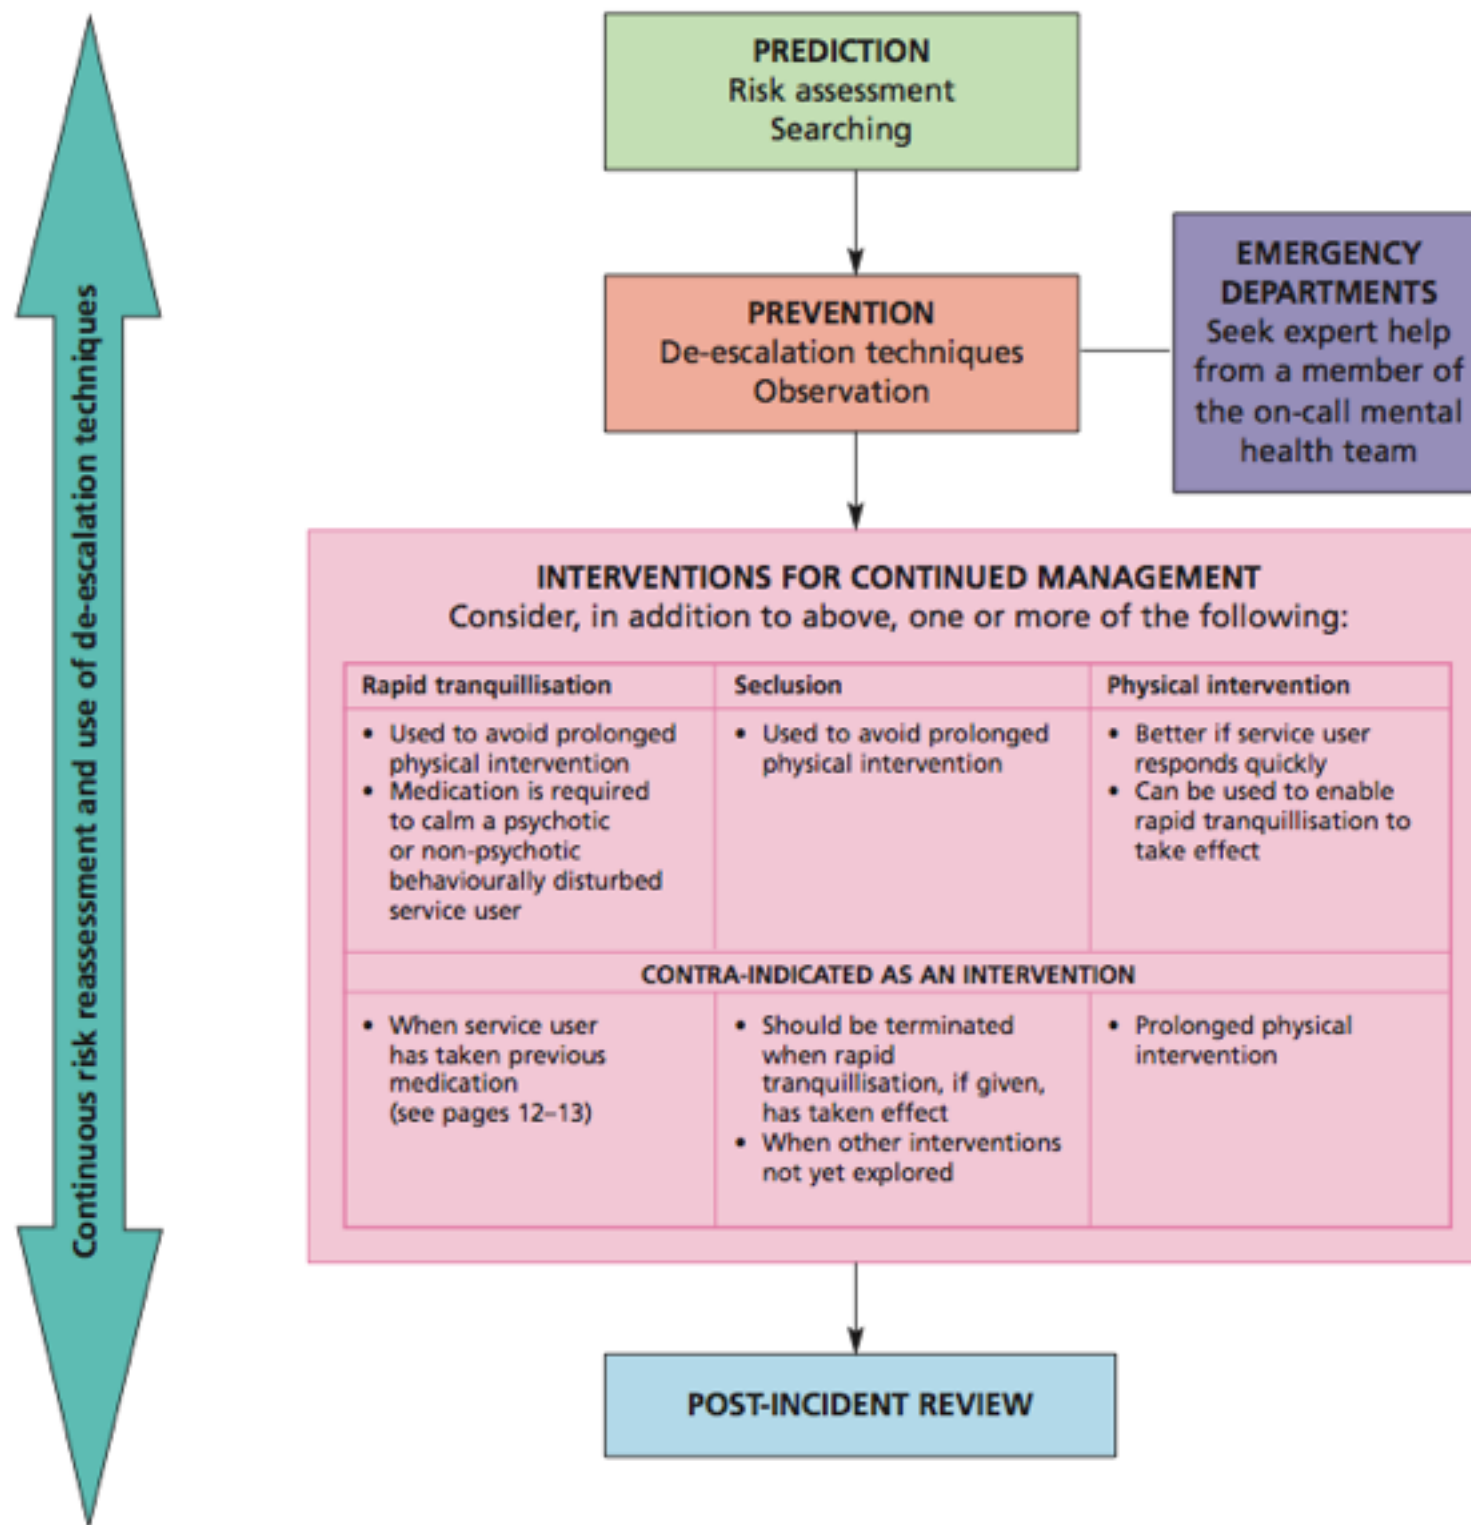 Continuous risk reassessment and use of de-escalation techniques
PREDICTION
Risk assessment
Searching
PREVENTION
De-escalation techniques
Observation
EMERGENCY
DEPARTMENTS
Seek expert help
from a member of
the on-call mental
health team
INTERVENTIONS FOR CONTINUED MANAGEMENT
Consider, in addition to above, one or more of the following:
Rapid tranquillisation
• Used to avoid prolonged
physical intervention
• Medication is required
to calm a psychotic
or non-psychotic
behaviourally disturbed
service user
Seclusion
• Used to avoid prolonged
physical intervention
Physical intervention
• Better if service user
responds quickly
• Can be used to enable
rapid tranquillisation to
take effect
CONTRA-INDICATED AS AN INTERVENTION
• When service user
has taken previous
medication
(see pages 12–13)
• Should be terminated
when rapid
tranquillisation, if given,
has taken effect
• When other interventions
not yet explored
• Prolonged physical
intervention
POST-INCIDENT REVIEW